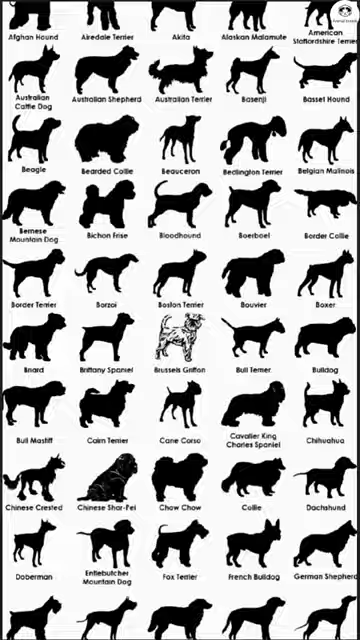 Afghan Hound Airedale Terrier Akita Alaskan Malamute American
Staffordshire Terrier
Australian Australian Shepherd Australian Terrier Basenji Basset Hound
Cattle Dog
Beagle Bearded Collie Beauceron Bedlington Terrier Belgian Malinois
Bernese Bichon Frise Bloodhound Boerboel Border Collie
Mountain Dog
Border Terrier Borzoi Boston Terrier Bouvier Boxer
Briard Brittany Spaniel Brussels Griffon Bull Terrier Bulldog
Bull Mastiff Cairn Terrier Cane Corso Cavalier King Chihuahua
Charles Spaniel
Chinese Crested Chinese Shar-Pei Chow Chow Collie Dachshund
Doberman Entlebucher Fox Terrier French Bulldog German Shepherd
Mountain Dog